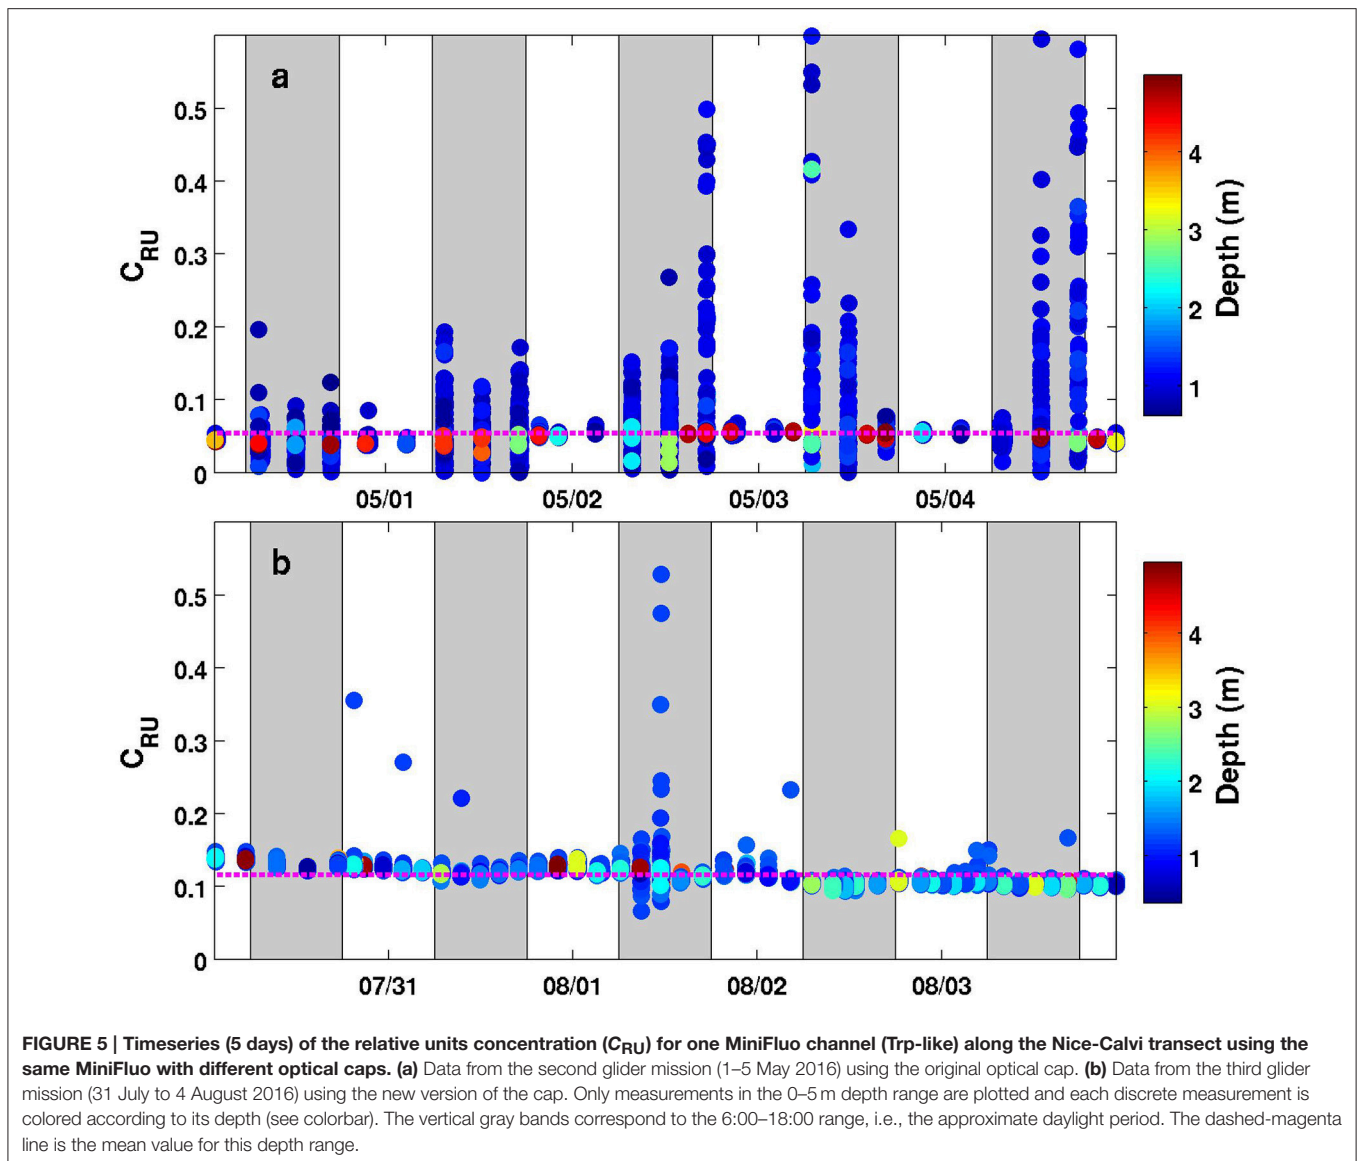 a
0.5
0.4
0.3
0.2
0.1
0
C_RU
05/01 05/02 05/03 05/04
4
3
2
1
Depth (m)
b
0.5
0.4
0.3
0.2
0.1
0
C_RU
07/31 08/01 08/02 08/03
4
3
2
1
Depth (m)
FIGURE 5 | Timeseries (5 days) of the relative units concentration (C_RU) for one MiniFluo channel (Trp-like) along the Nice-Calvi transect using the
same MiniFluo with different optical caps. (a) Data from the second glider mission (1–5 May 2016) using the original optical cap. (b) Data from the third glider
mission (31 July to 4 August 2016) using the new version of the cap. Only measurements in the 0–5 m depth range are plotted and each discrete measurement is
colored according to its depth (see colorbar). The vertical gray bands correspond to the 6:00–18:00 range, i.e., the approximate daylight period. The dashed-magenta
line is the mean value for this depth range.